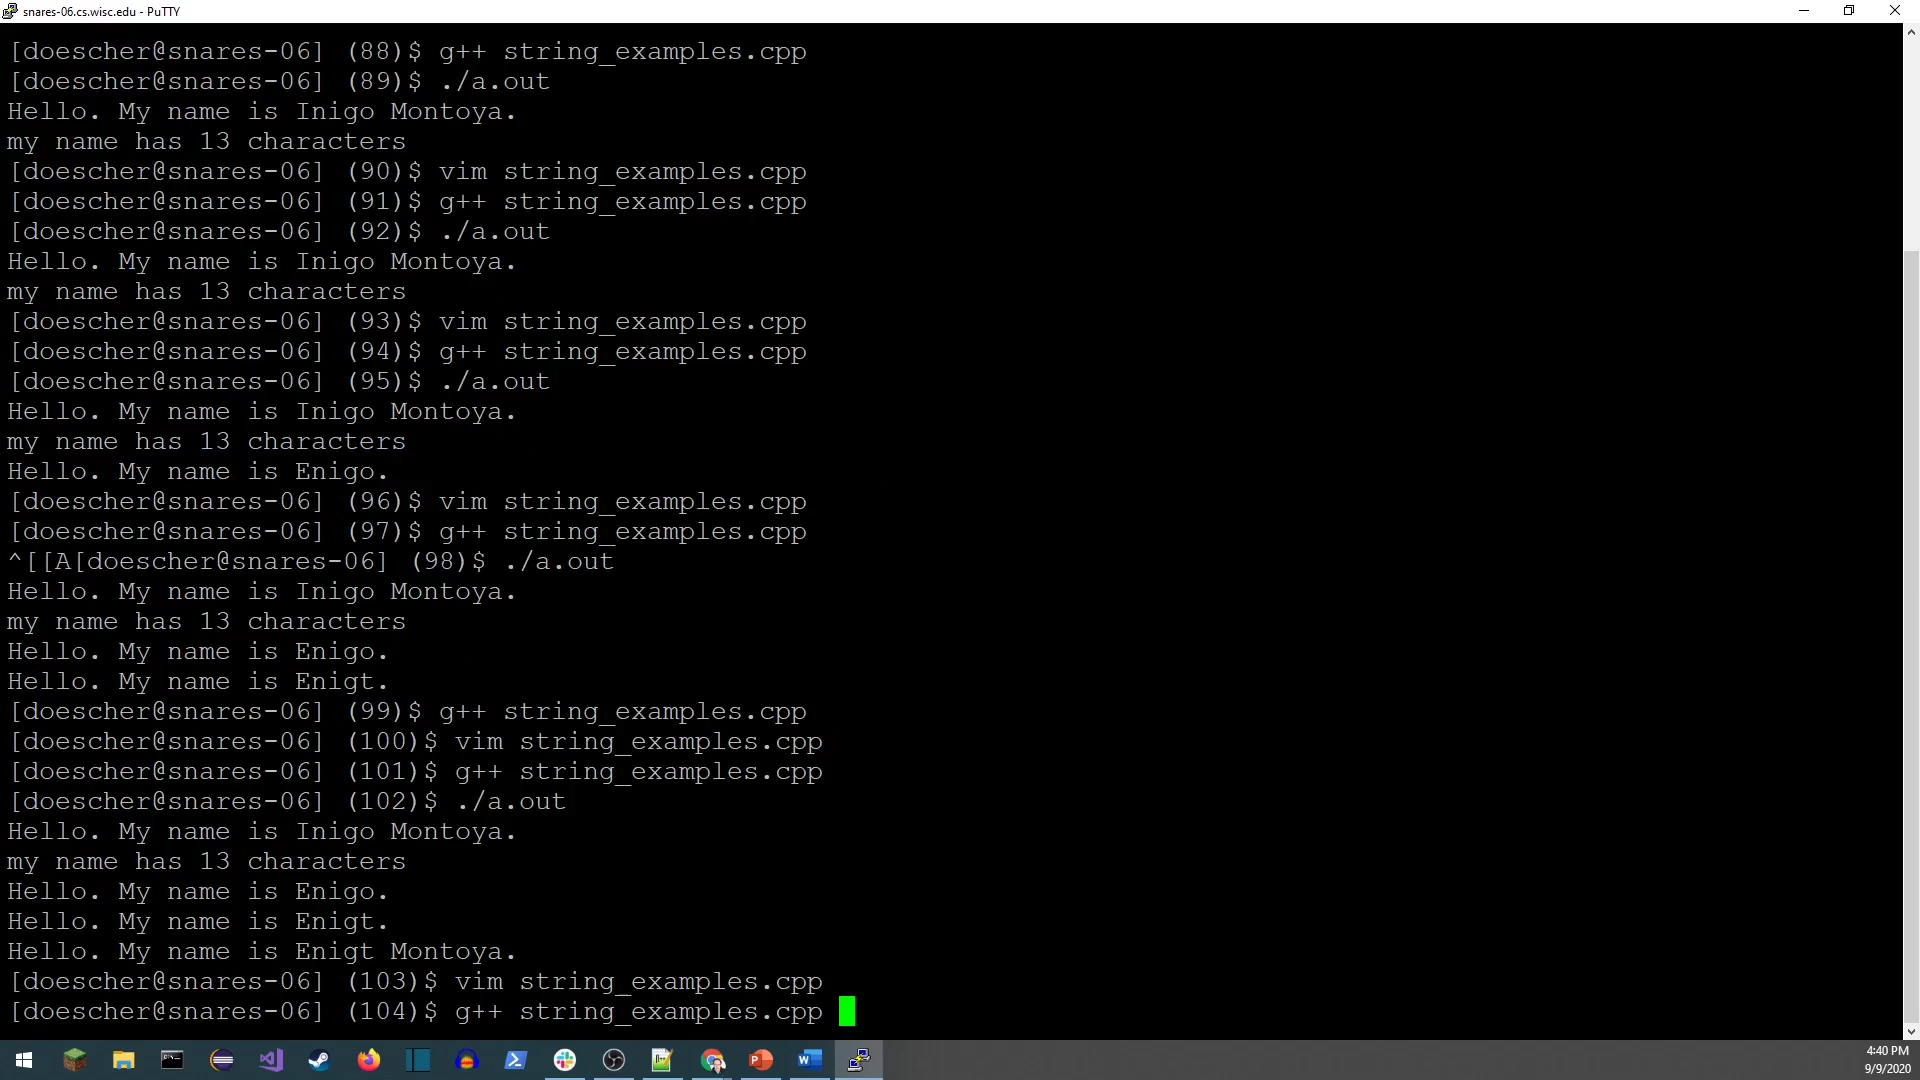 snares-06.cs.wisc.edu - PuTTY
[doescher@snares-06] (88)$ g++ string_examples.cpp
[doescher@snares-06] (89)$ ./a.out
Hello. My name is Inigo Montoya.
my name has 13 characters
[doescher@snares-06] (90)$ vim string_examples.cpp
[doescher@snares-06] (91)$ g++ string_examples.cpp
[doescher@snares-06] (92)$ ./a.out
Hello. My name is Inigo Montoya.
my name has 13 characters
[doescher@snares-06] (93)$ vim string_examples.cpp
[doescher@snares-06] (94)$ g++ string_examples.cpp
[doescher@snares-06] (95)$ ./a.out
Hello. My name is Inigo Montoya.
my name has 13 characters
Hello. My name is Enigo.
[doescher@snares-06] (96)$ vim string_examples.cpp
[doescher@snares-06] (97)$ g++ string_examples.cpp
^[[A[doescher@snares-06] (98)$ ./a.out
Hello. My name is Inigo Montoya.
my name has 13 characters
Hello. My name is Enigo.
Hello. My name is Enigt.
[doescher@snares-06] (99)$ g++ string_examples.cpp
[doescher@snares-06] (100)$ vim string_examples.cpp
[doescher@snares-06] (101)$ g++ string_examples.cpp
[doescher@snares-06] (102)$ ./a.out
Hello. My name is Inigo Montoya.
my name has 13 characters
Hello. My name is Enigo.
Hello. My name is Enigt.
Hello. My name is Enigt Montoya.
[doescher@snares-06] (103)$ vim string_examples.cpp
[doescher@snares-06] (104)$ g++ string_examples.cpp
4:40 PM
9/9/2020